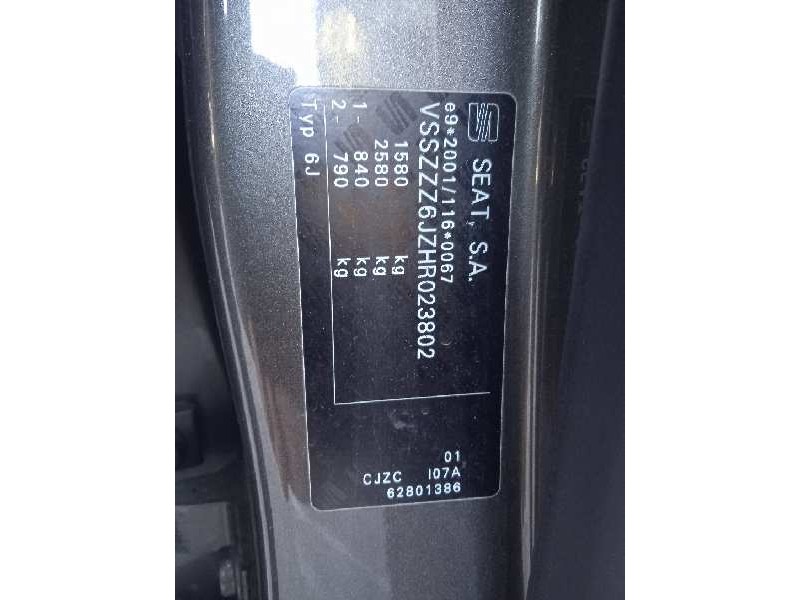 SEAT, S.A.
e9*2001/116*0067
VSSZZZ6JZHR023802
1580 kg
2580 kg
1- 840 kg
2- 790 kg
Typ 6J
01
CJZC I07A
62801386